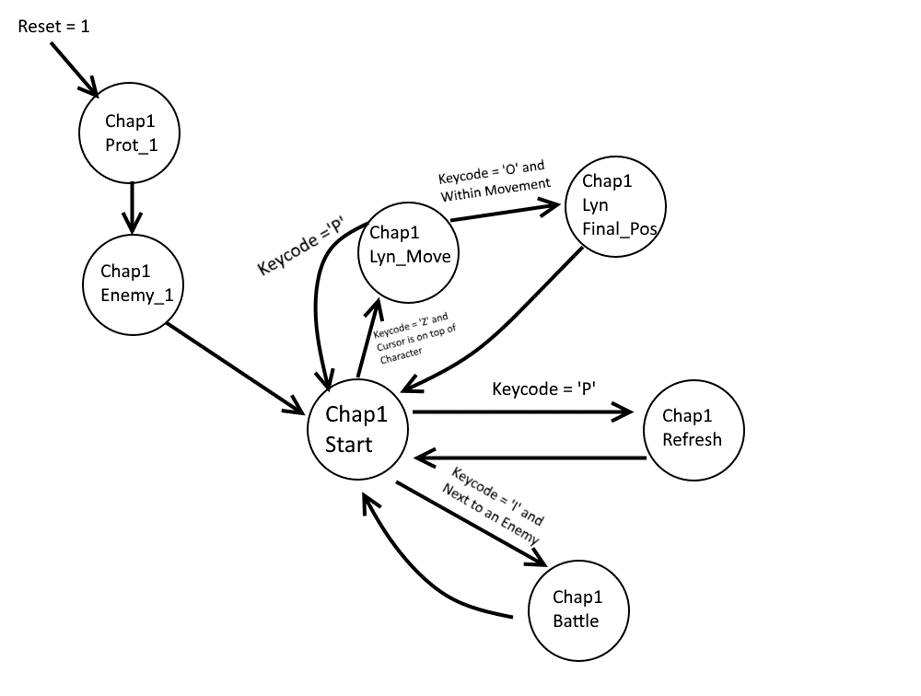 Reset = 1
Chap1
Prot_1
Chap1
Enemy_1
Keycode ='P'
Chap1
Lyn_Move
Keycode = 'O' and
Within Movement
Chap1
Lyn
Final_Pos
Keycode = 'Z' and
Cursor is on top of
Character
Chap1
Start
Keycode = 'P'
Chap1
Refresh
Keycode = 'I' and
Next to an Enemy
Chap1
Battle